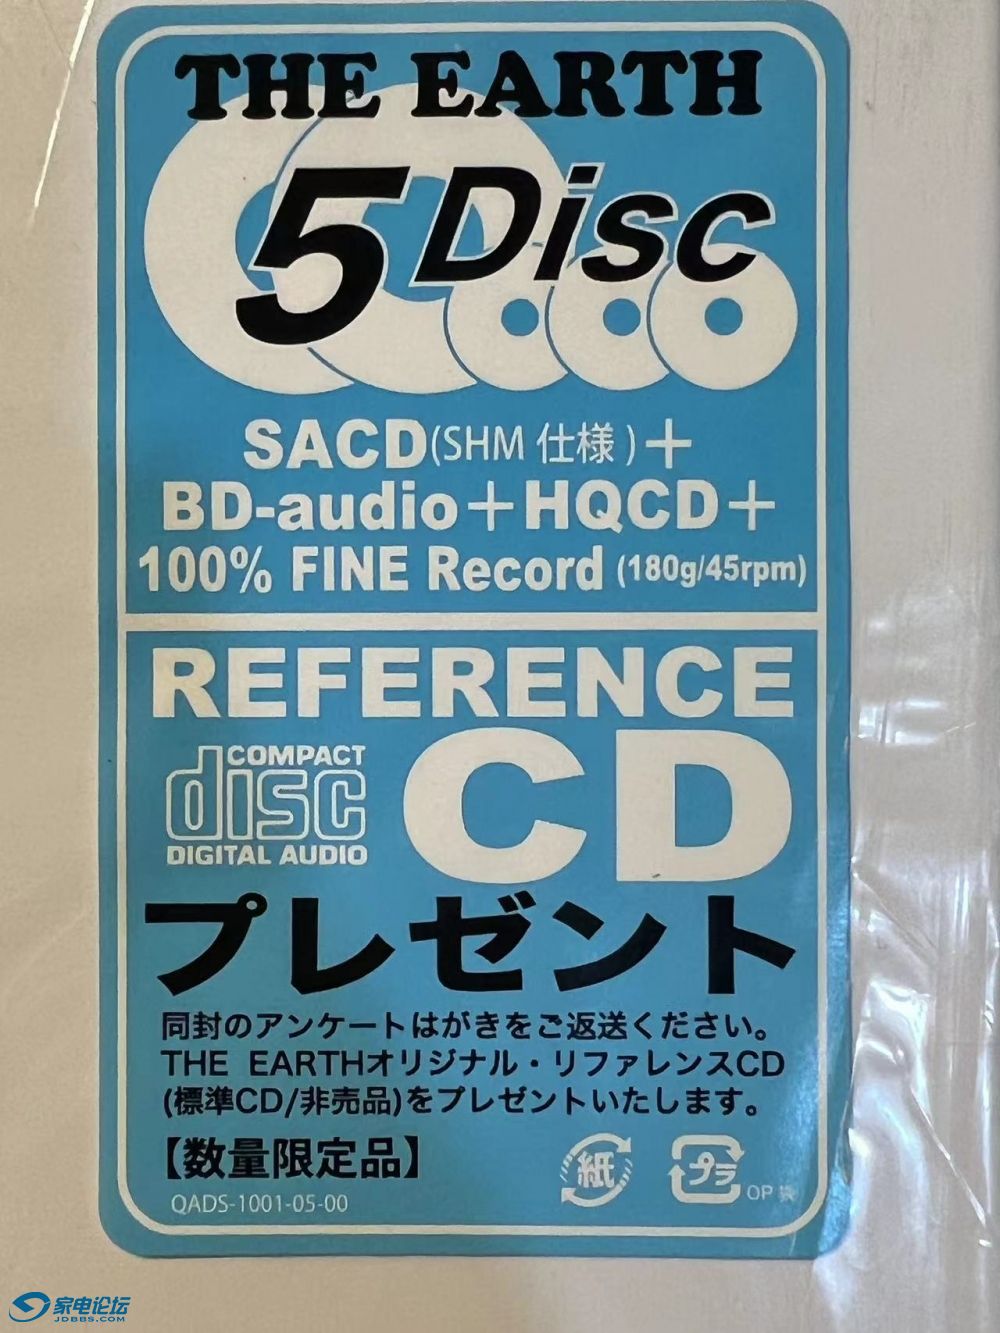 THE EARTH
5 Disc
SACD(SHM 仕様)＋
BD-audio＋HQCD＋
100% FINE Record (180g/45rpm)
REFERENCE
COMPACT
disc
DIGITAL AUDIO
CD
プレゼント
同封のアンケートはがきをご返送ください。
THE EARTHオリジナル・リファレンスCD
(標準CD/非売品)をプレゼントいたします。
【数量限定品】
紙
プラ
OP 袋
QADS-1001-05-00
家电论坛
JDBBS.COM